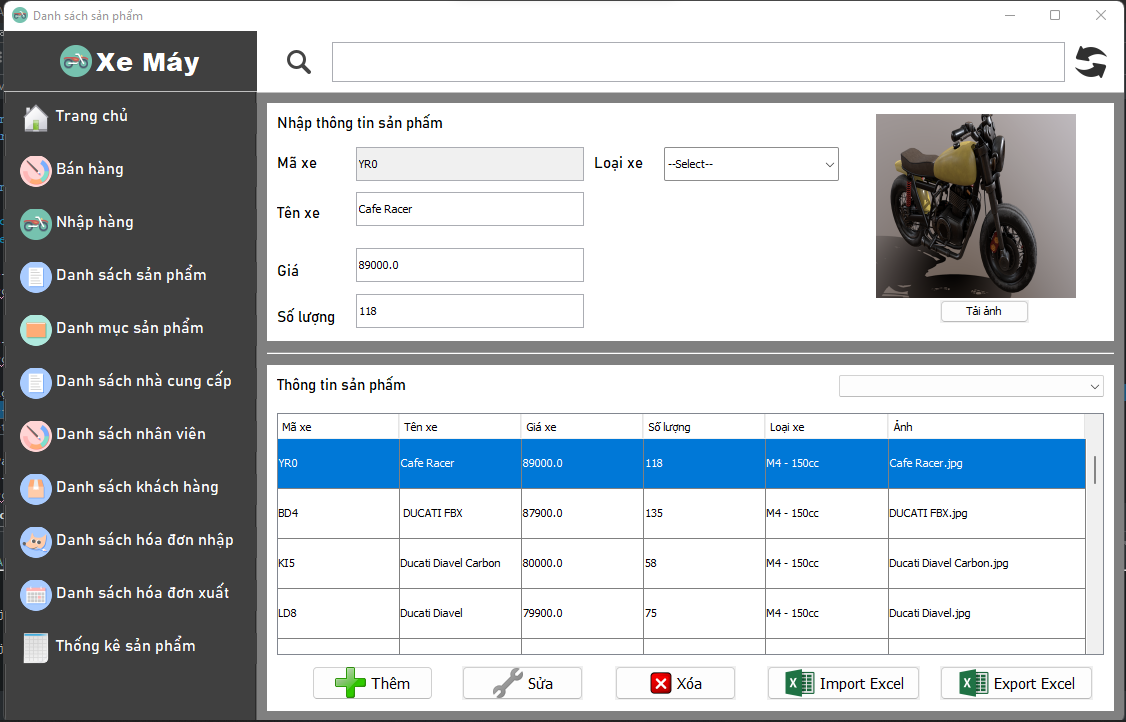 Danh sách sản phẩm
Xe Máy
Trang chủ
Bán hàng
Nhập hàng
Danh sách sản phẩm
Danh mục sản phẩm
Danh sách nhà cung cấp
Danh sách nhân viên
Danh sách khách hàng
Danh sách hóa đơn nhập
Danh sách hóa đơn xuất
Thống kê sản phẩm
Nhập thông tin sản phẩm
Mã xe YR0 Loại xe --Select--
Tên xe Cafe Racer
Giá 89000.0
Số lượng 118
Tải ảnh
Thông tin sản phẩm
Mã xe Tên xe Giá xe Số lượng Loại xe Ảnh
YR0 Cafe Racer 89000.0 118 M4 - 150cc Cafe Racer.jpg
BD4 DUCATI FBX 87900.0 135 M4 - 150cc DUCATI FBX.jpg
KI5 Ducati Diavel Carbon 80000.0 58 M4 - 150cc Ducati Diavel Carbon.jpg
LD8 Ducati Diavel 79900.0 75 M4 - 150cc Ducati Diavel.jpg
Thêm Sửa Xóa Import Excel Export Excel